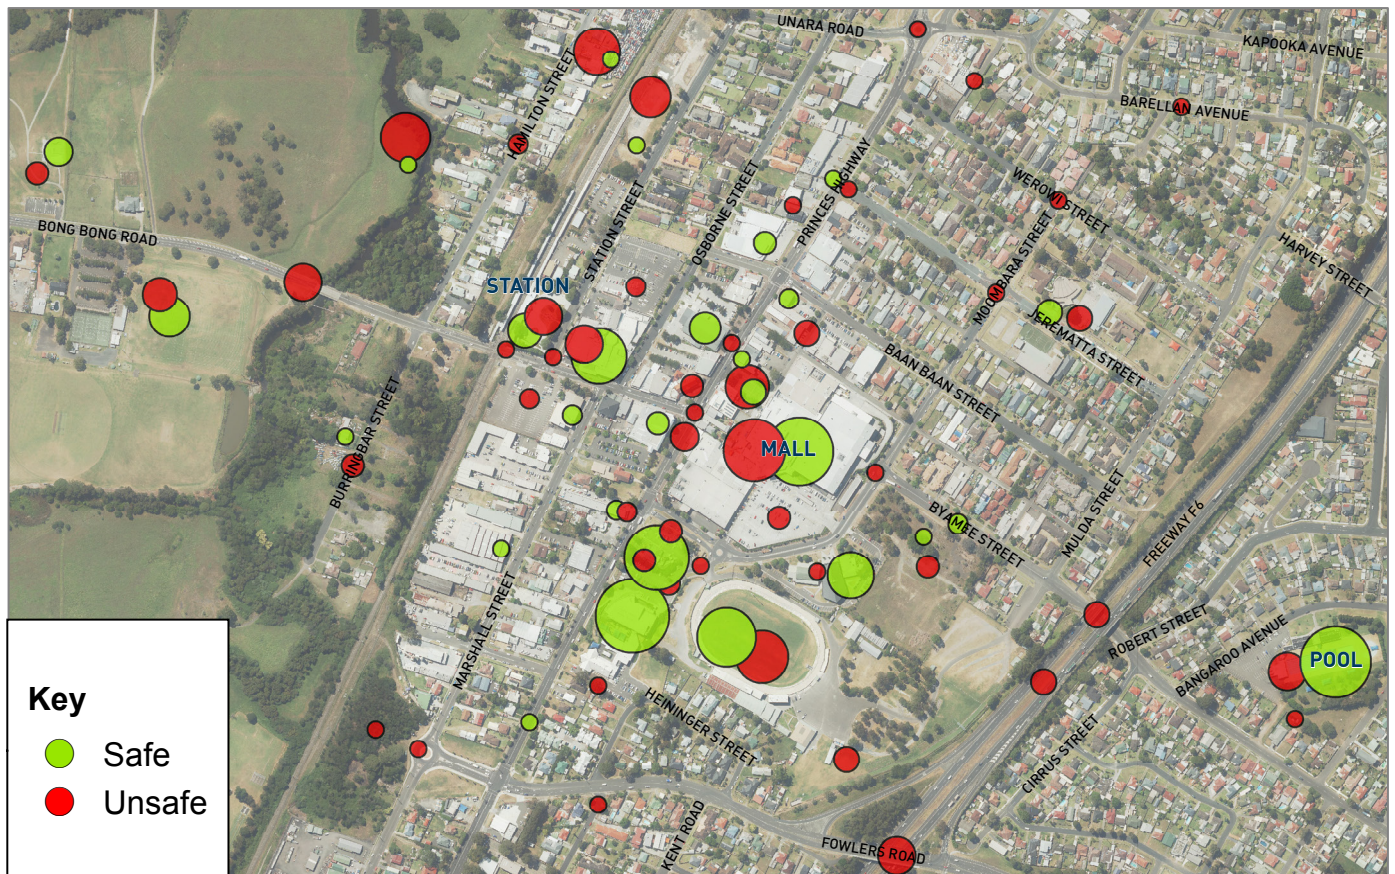 UNARA ROAD
KAPOOKA AVENUE
HAMILTON STREET
BARELLAN AVENUE
PRINCES HIGHWAY
OSBORNE STREET
STATION STREET
WEROWI STREET
BONG BONG ROAD
MOOMBARA STREET
HARVEY STREET
STATION
JEREMATTA STREET
BAAN BAAN STREET
BURRINGBAR STREET
MALL
MULDA STREET
BYAMEE STREET
FREEWAY F6
MARSHALL STREET
ROBERT STREET
BANGAROO AVENUE
POOL
HEININGER STREET
CIRRUS STREET
KENT ROAD
FOWLERS ROAD
Key
Safe
Unsafe